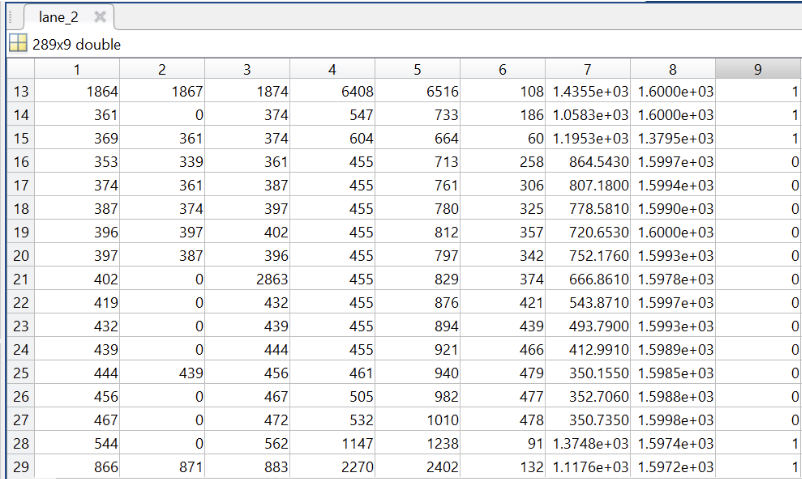 lane_2
289x9 double
1 2 3 4 5 6 7 8 9
13 1864 1867 1874 6408 6516 108 1.4355e+03 1.6000e+03 1
14 361 0 374 547 733 186 1.0583e+03 1.6000e+03 1
15 369 361 374 604 664 60 1.1953e+03 1.3795e+03 1
16 353 339 361 455 713 258 864.5430 1.5997e+03 0
17 374 361 387 455 761 306 807.1800 1.5994e+03 0
18 387 374 397 455 780 325 778.5810 1.5990e+03 0
19 396 397 402 455 812 357 720.6530 1.6000e+03 0
20 397 387 396 455 797 342 752.1760 1.5993e+03 0
21 402 0 2863 455 829 374 666.8610 1.5978e+03 0
22 419 0 432 455 876 421 543.8710 1.5997e+03 0
23 432 0 439 455 894 439 493.7900 1.5993e+03 0
24 439 0 444 455 921 466 412.9910 1.5989e+03 0
25 444 439 456 461 940 479 350.1550 1.5985e+03 0
26 456 0 467 505 982 477 352.7060 1.5988e+03 0
27 467 0 472 532 1010 478 350.7350 1.5998e+03 0
28 544 0 562 1147 1238 91 1.3748e+03 1.5974e+03 1
29 866 871 883 2270 2402 132 1.1176e+03 1.5972e+03 1